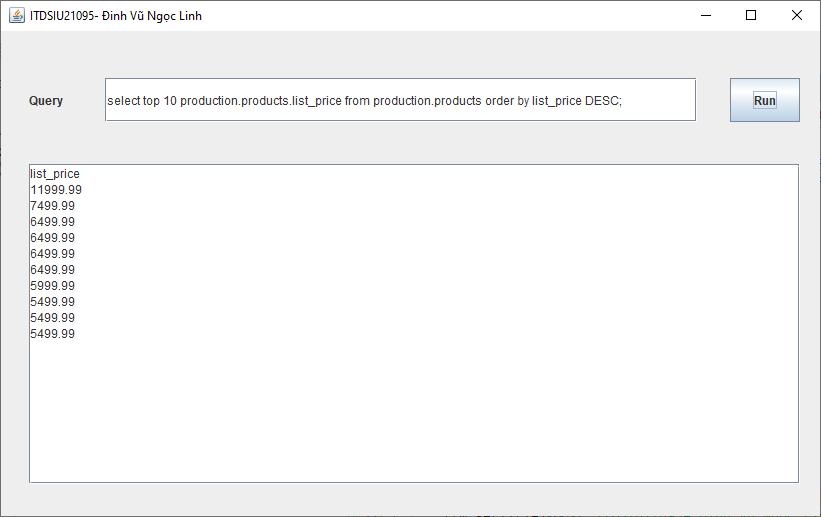 ITDSIU21095- Đinh Vũ Ngọc Linh
Query
select top 10 production.products.list_price from production.products order by list_price DESC;
Run
list_price
11999.99
7499.99
6499.99
6499.99
6499.99
6499.99
5999.99
5499.99
5499.99
5499.99